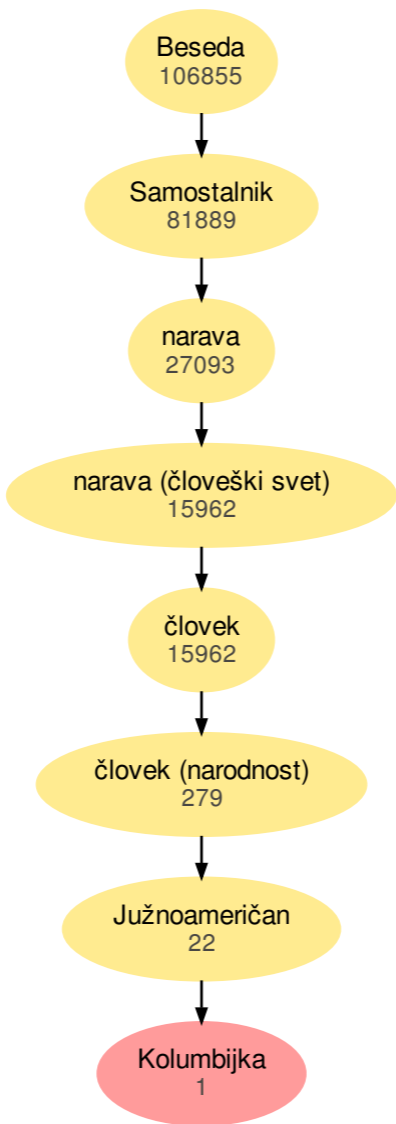 Beseda
106855
Samostalnik
81889
narava
27093
narava (človeški svet)
15962
človek
15962
človek (narodnost)
279
Južnoameričan
22
Kolumbijka
1